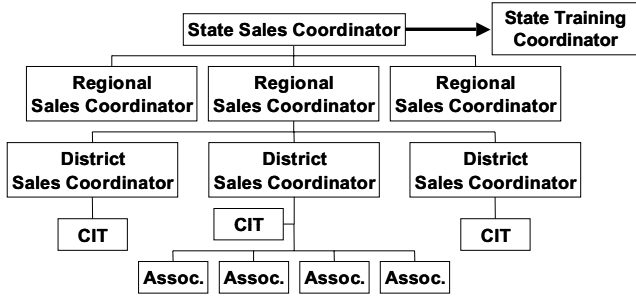 State Sales Coordinator
State Training
Coordinator
Regional
Sales Coordinator
Regional
Sales Coordinator
Regional
Sales Coordinator
District
Sales Coordinator
District
Sales Coordinator
District
Sales Coordinator
CIT
CIT
CIT
Assoc.
Assoc.
Assoc.
Assoc.